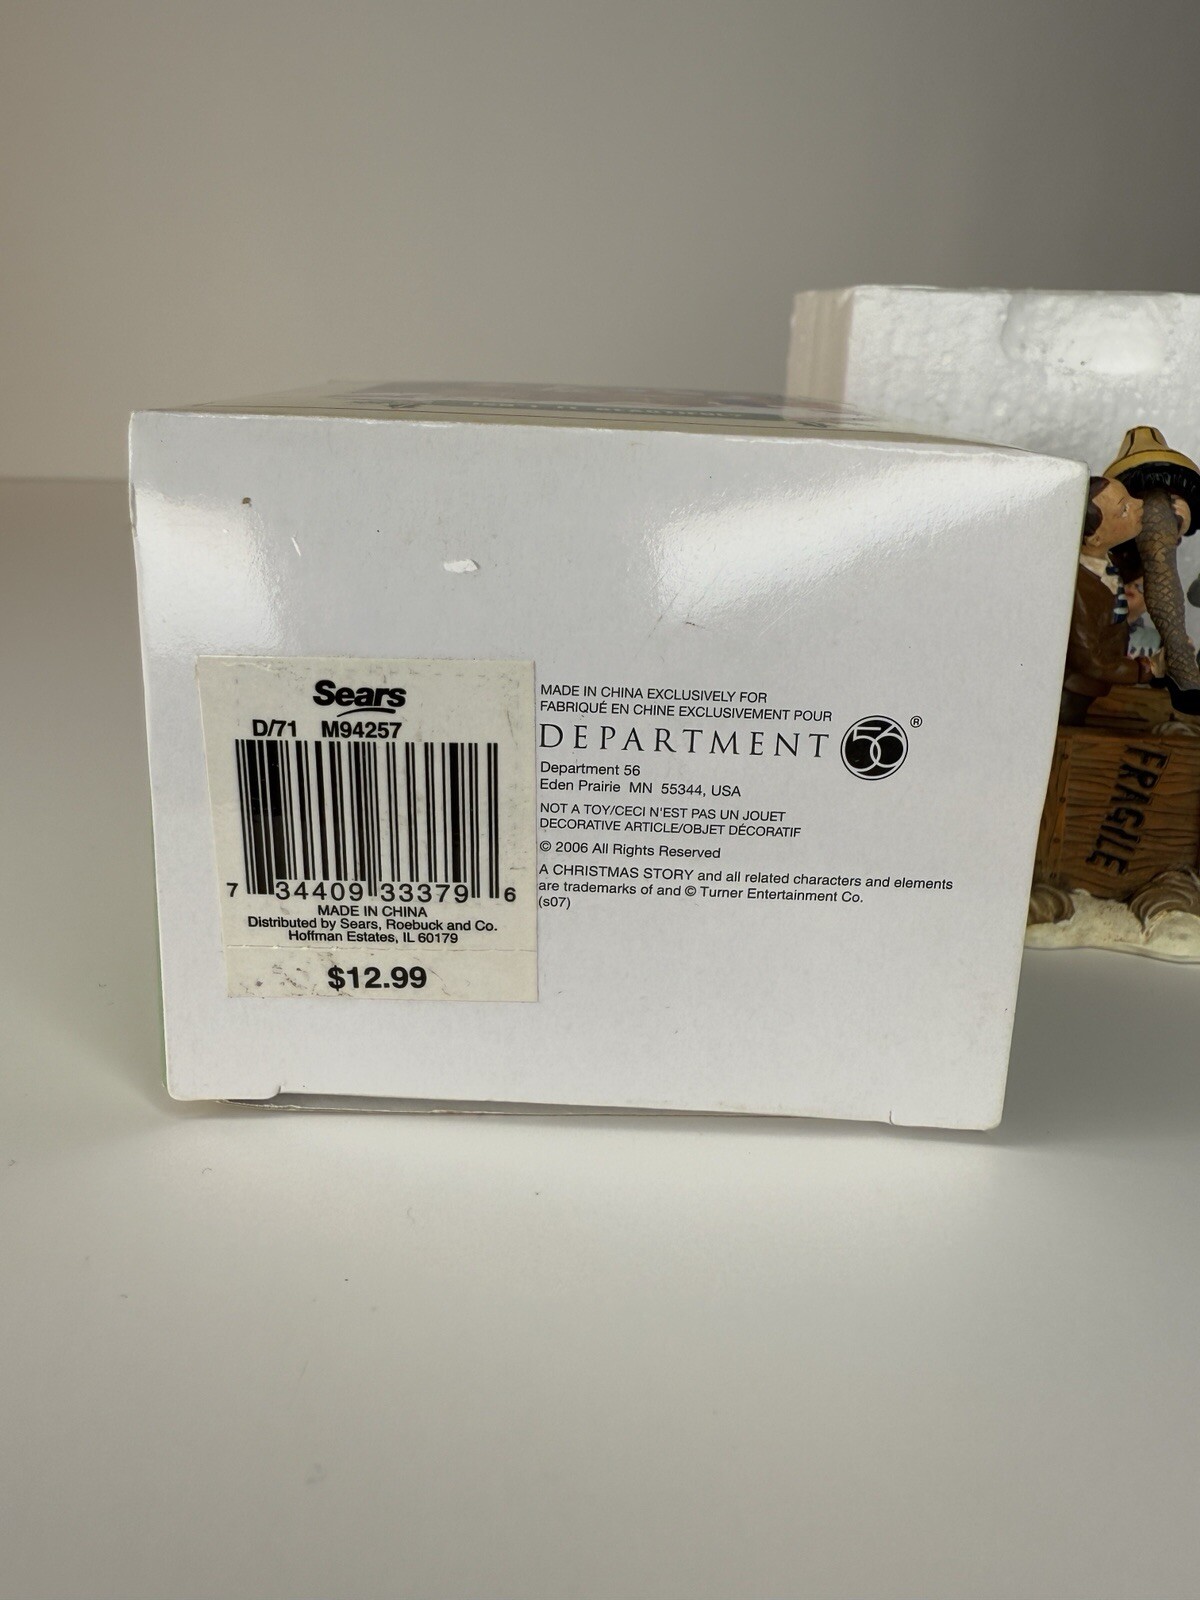 Sears
D/71 M94257
7 34409 33379 6
MADE IN CHINA
Distributed by Sears, Roebuck and Co.
Hoffman Estates, IL 60179
$12.99
MADE IN CHINA EXCLUSIVELY FOR
FABRIQUÉ EN CHINE EXCLUSIVEMENT POUR
DEPARTMENT 56 ®
Department 56
Eden Prairie MN 55344, USA
NOT A TOY/CECI N'EST PAS UN JOUET
DECORATIVE ARTICLE/OBJET DÉCORATIF
© 2006 All Rights Reserved
A CHRISTMAS STORY and all related characters and elements
are trademarks of and © Turner Entertainment Co.
(s07)
FRAGILE